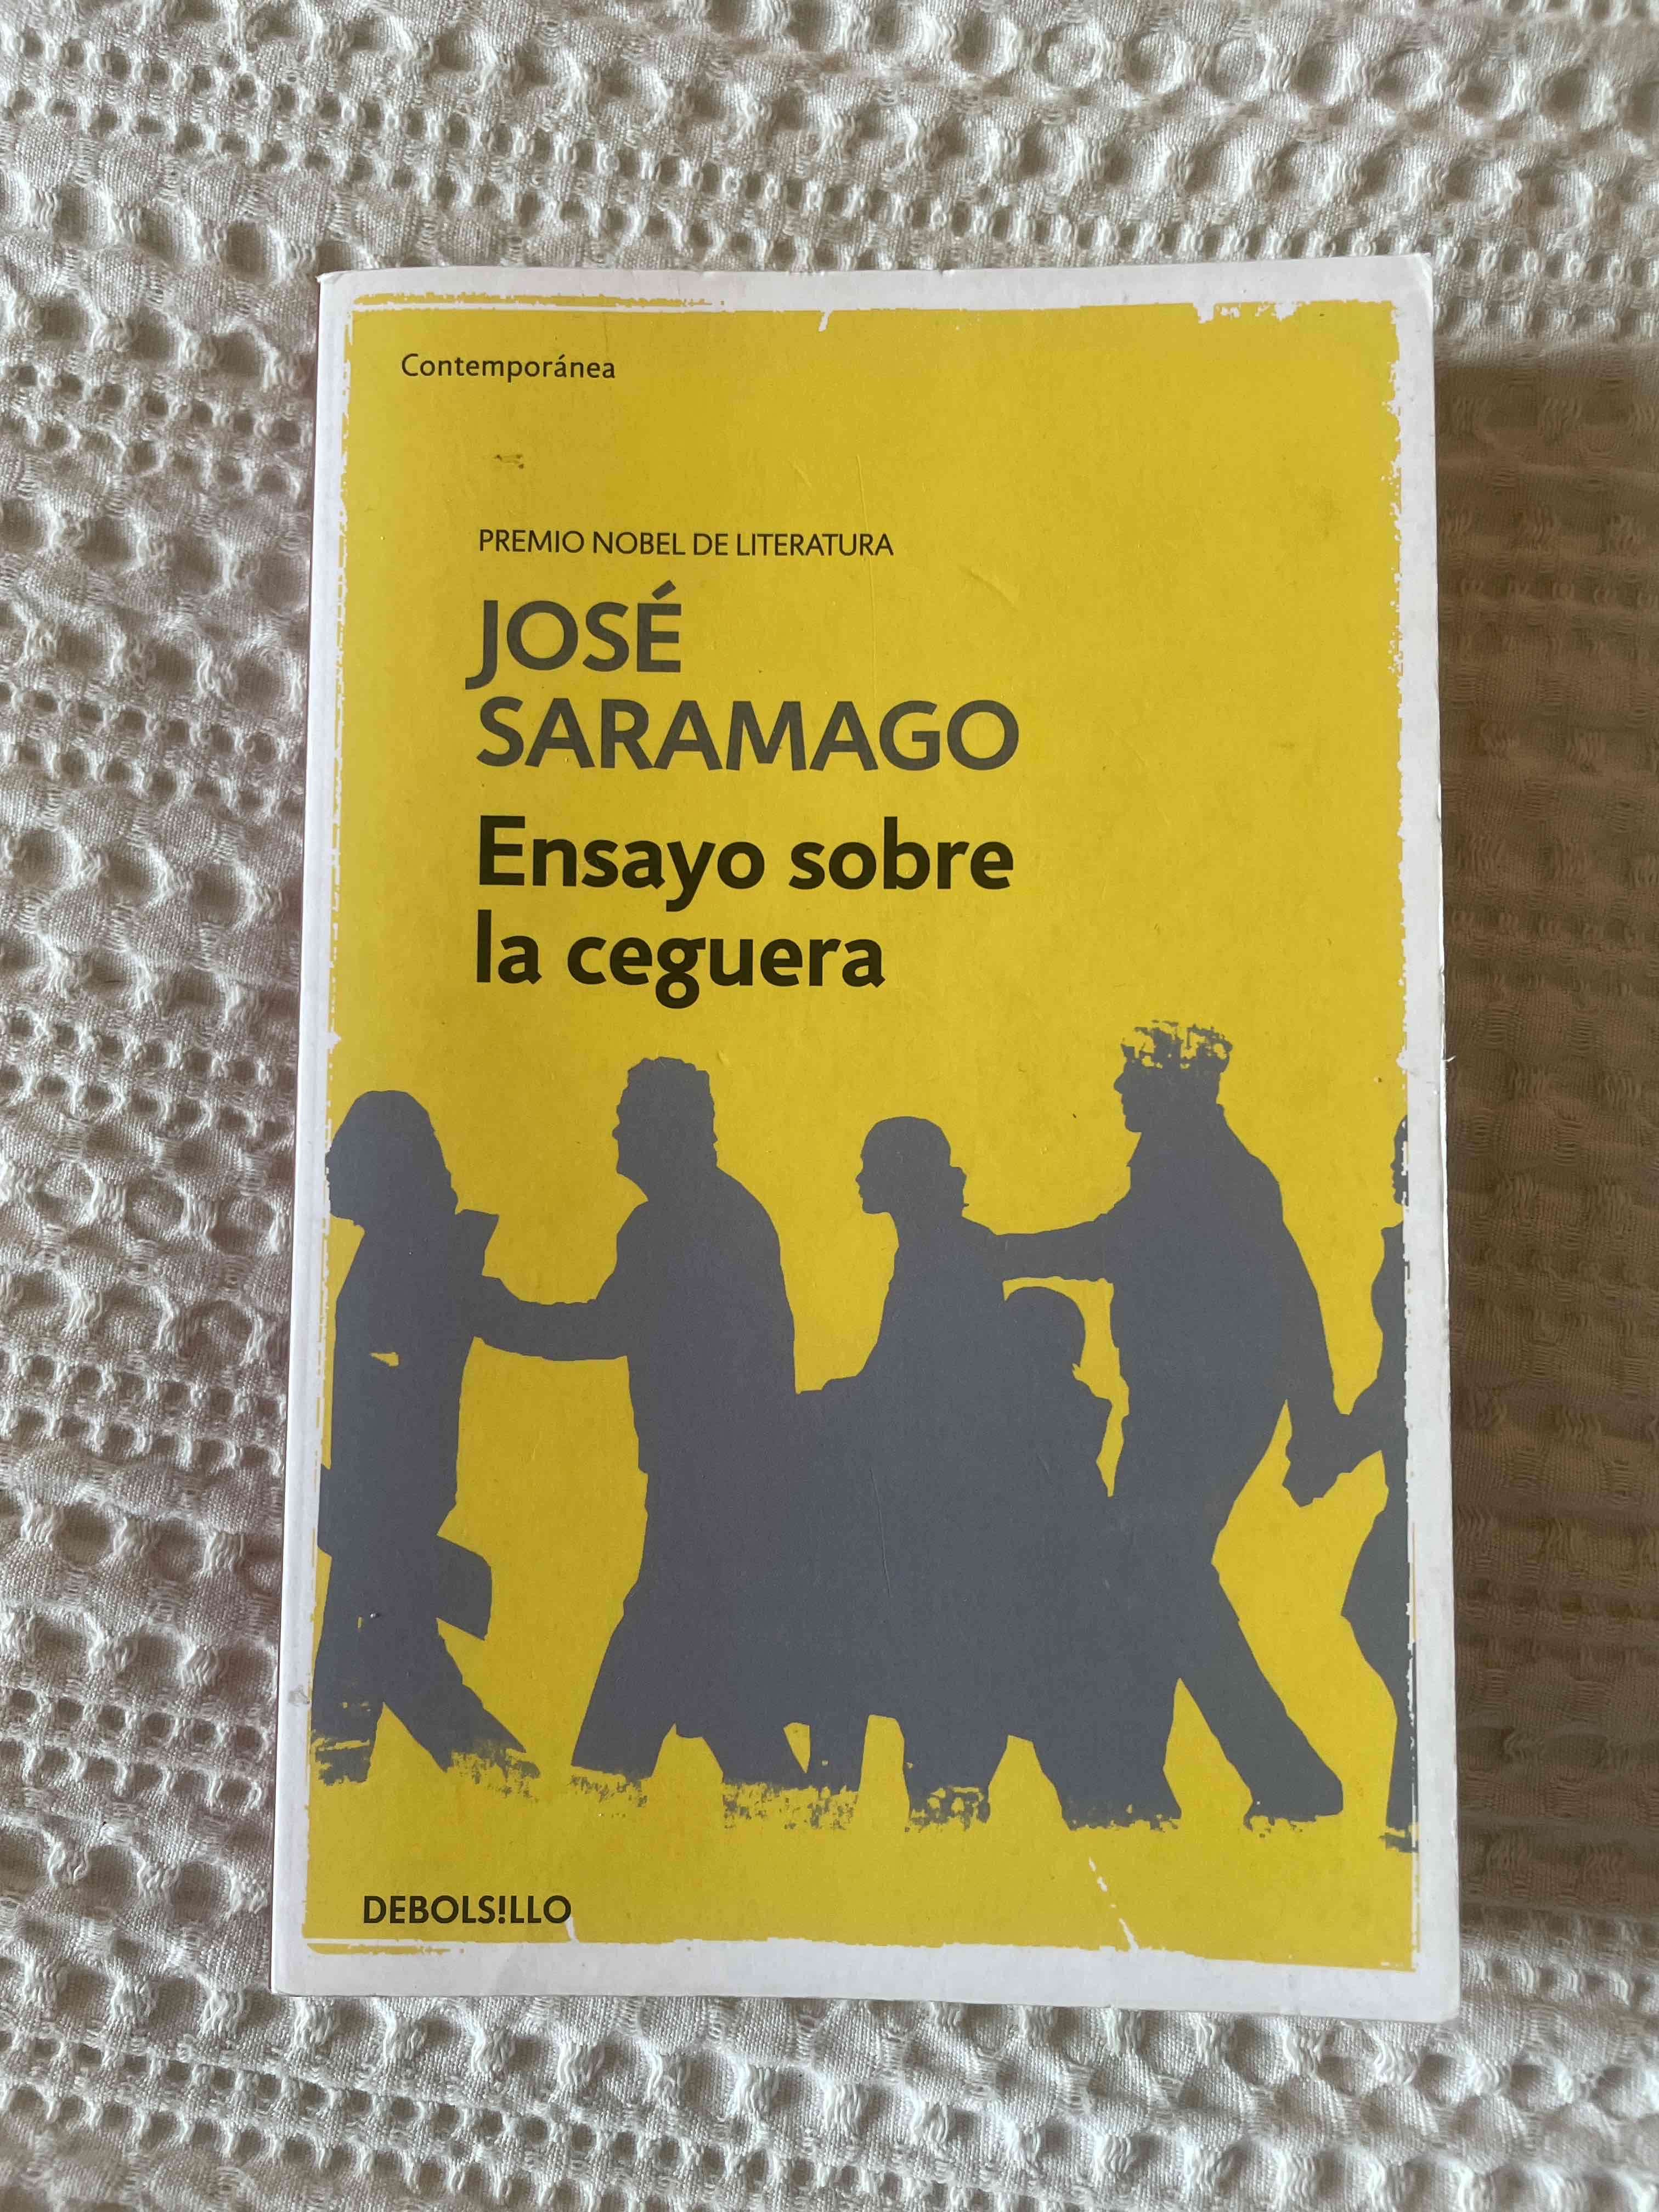 Contemporánea
PREMIO NOBEL DE LITERATURA
JOSÉ
SARAMAGO
Ensayo sobre
la ceguera
DEBOLS!LLO